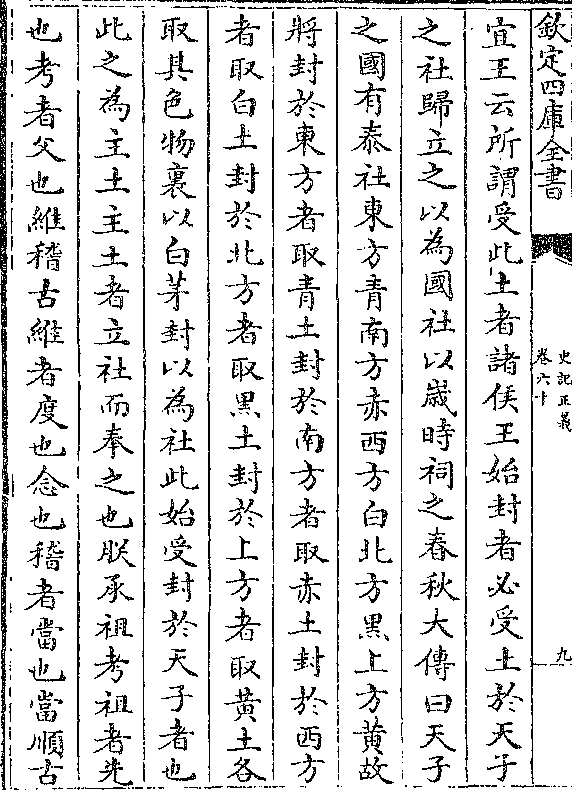 欽定四庫全書
史記正義
卷六十
九
宜王云所謂受此土者諸侯王始封者必受土於天子
之社歸立之以為國社以歲時祠之春秋大傳曰天子
之國有泰社東方青南方赤西方白北方黑上方黃故
將封於東方者取青土封於南方者取赤土封於西方
者取白土封於北方者取黑土封於上方者取黃土各
取其色物裹以白茅封以為社此始受封於天子者也
此之為主土主土者立社而奉之也朕承祖考祖者先
也考者父也維稽古維者度也念也稽者當也當順古